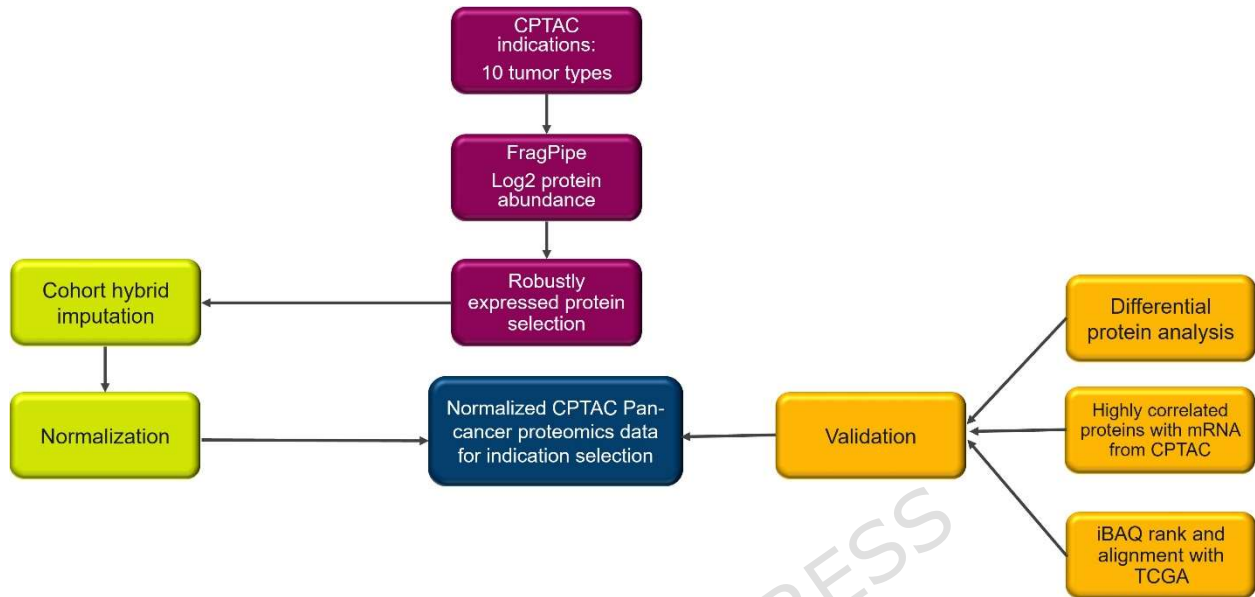 CPTAC
indications:
10 tumor types
FragPipe
Log2 protein
abundance
Robustly
expressed protein
selection
Cohort hybrid
imputation
Normalization
Normalized CPTAC Pan-
cancer proteomics data
for indication selection
Validation
Differential
protein analysis
Highly correlated
proteins with mRNA
from CPTAC
iBAQ rank and
alignment with
TCGA
RESS